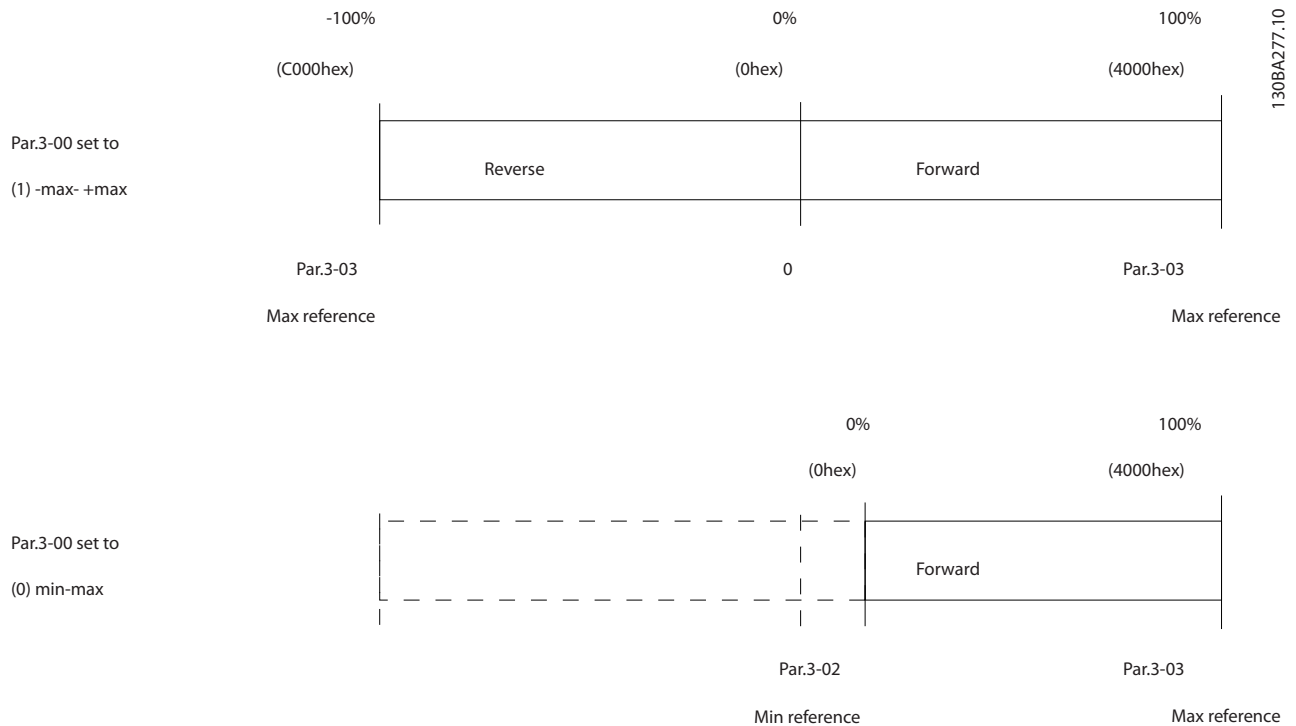 -100% 0% 100%
(C000hex) (0hex) (4000hex)
130BA277.10
Par.3-00 set to
(1) -max- +max
Reverse Forward
Par.3-03 0 Par.3-03
Max reference Max reference
0% 100%
(0hex) (4000hex)
Par.3-00 set to
(0) min-max
Forward
Par.3-02 Par.3-03
Min reference Max reference